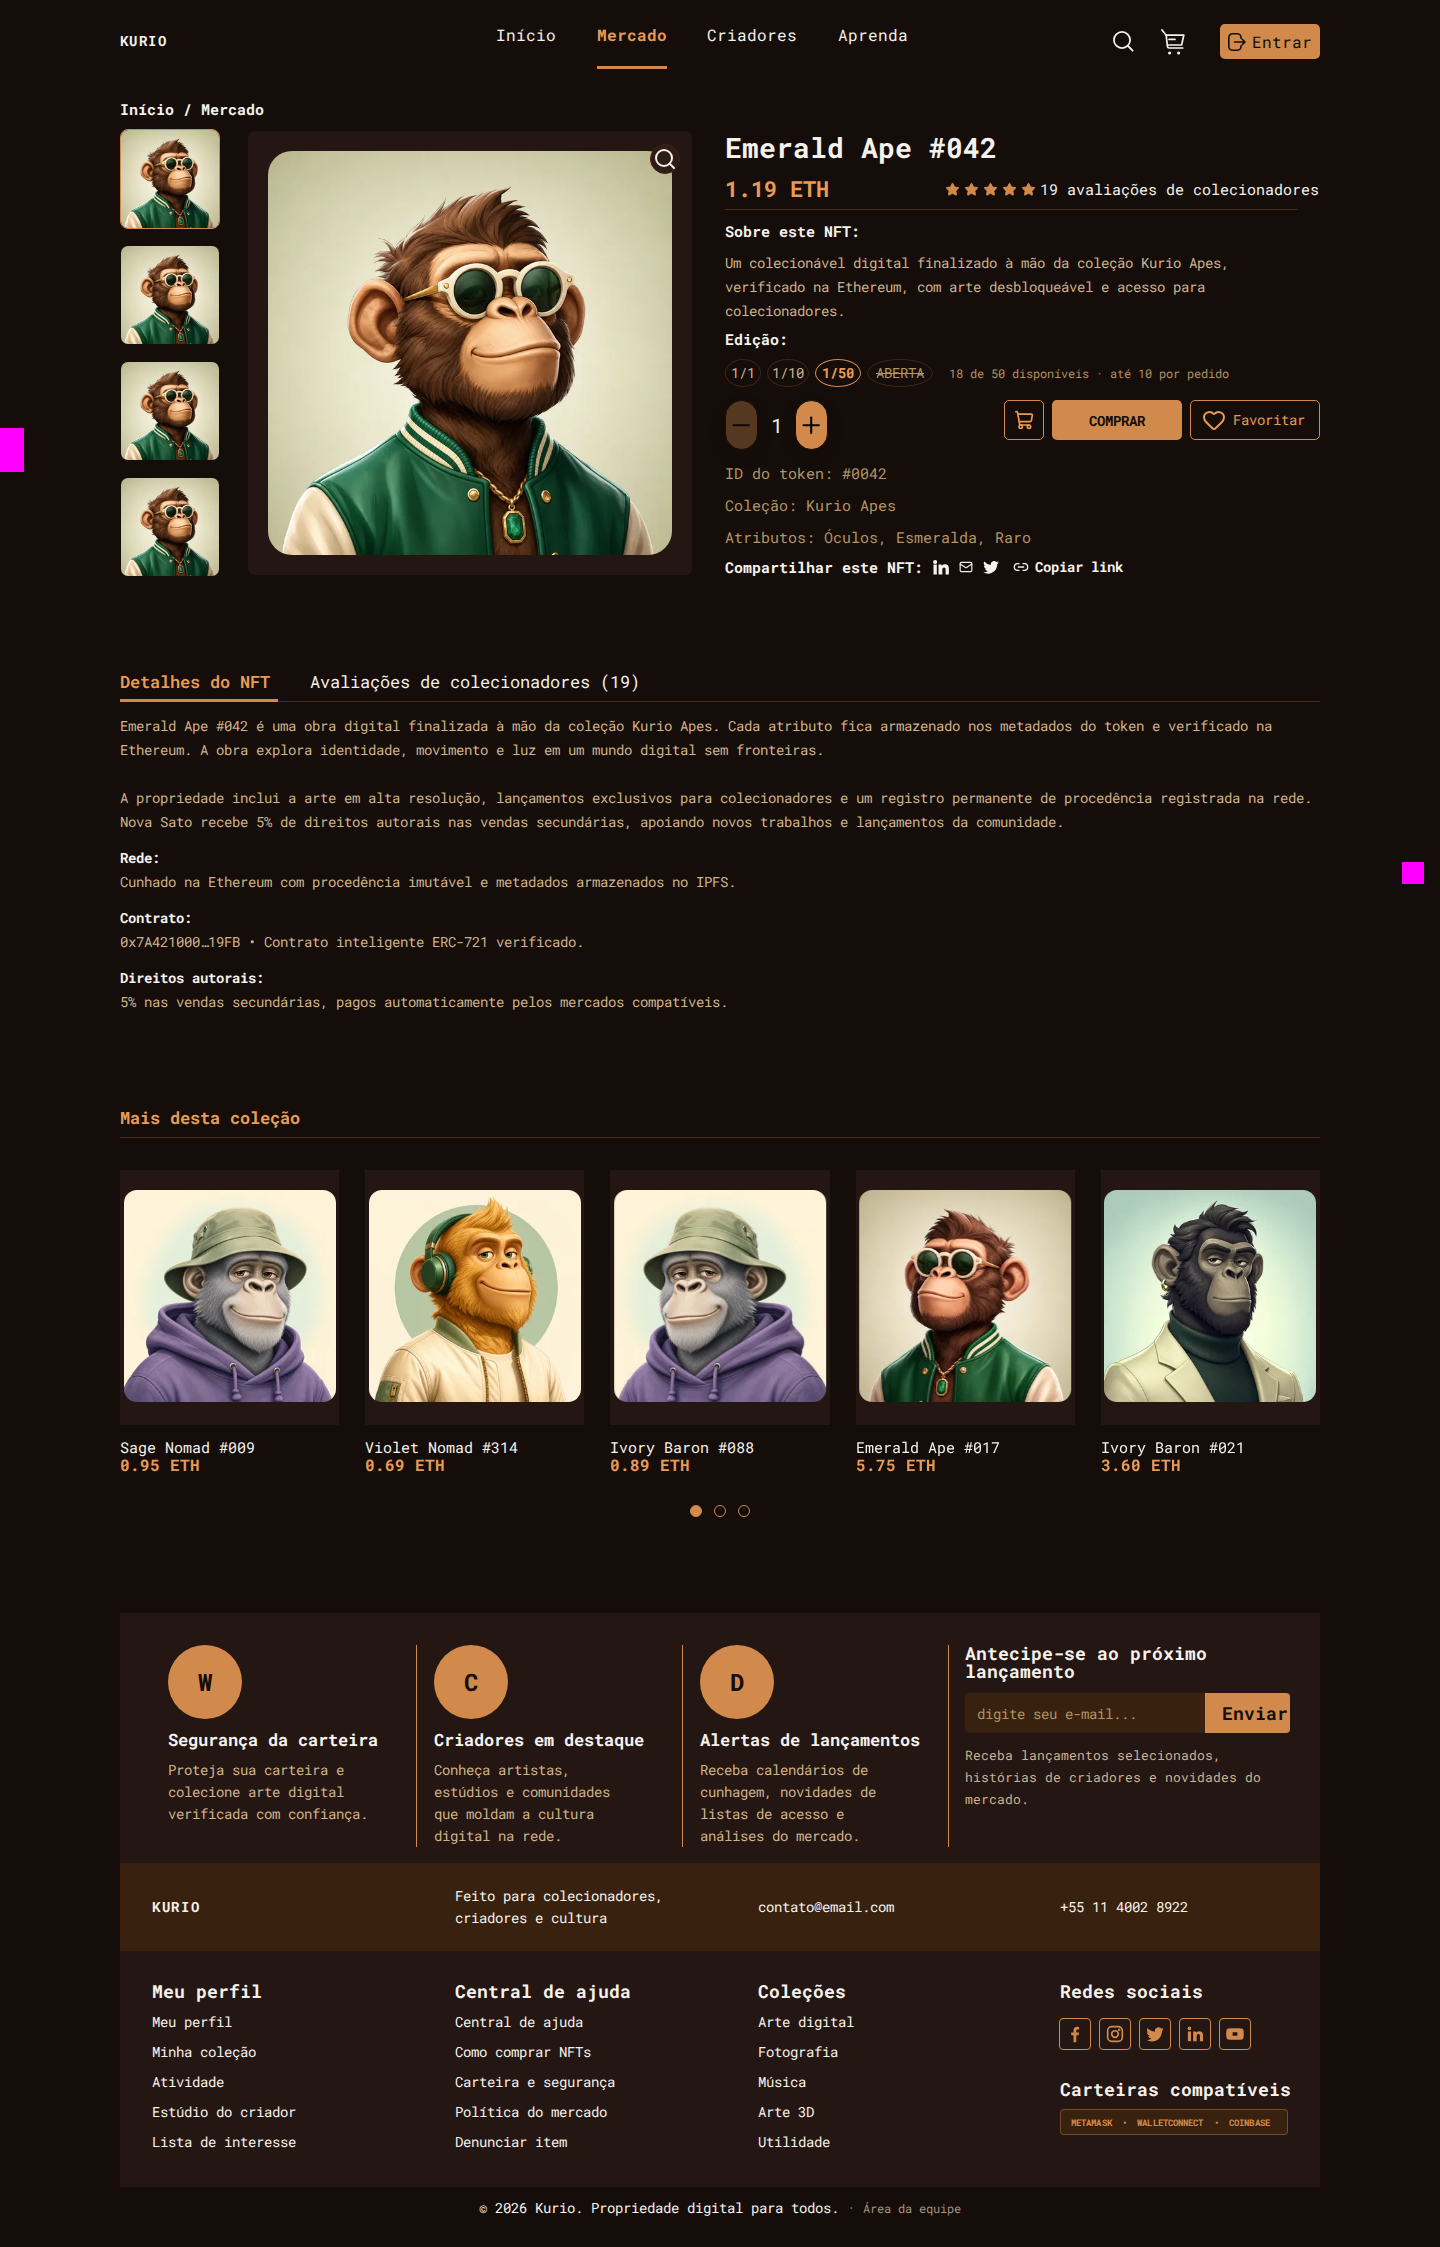 KURIO
Início
Mercado
Criadores
Aprenda
Entrar
Início / Mercado
Emerald Ape #042
1.19 ETH
19 avaliações de colecionadores
Sobre este NFT:
Um colecionável digital finalizado à mão da coleção Kurio Apes,
verificado na Ethereum, com arte desbloqueável e acesso para
colecionadores.
Edição:
1/1
1/10
1/50
ABERTA
18 de 50 disponíveis · até 10 por pedido
1
COMPRAR
Favoritar
ID do token: #0042
Coleção: Kurio Apes
Atributos: Óculos, Esmeralda, Raro
Compartilhar este NFT:
Copiar link
Detalhes do NFT
Avaliações de colecionadores (19)
Emerald Ape #042 é uma obra digital finalizada à mão da coleção Kurio Apes. Cada atributo fica armazenado nos metadados do token e verificado na
Ethereum. A obra explora identidade, movimento e luz em um mundo digital sem fronteiras.
A propriedade inclui a arte em alta resolução, lançamentos exclusivos para colecionadores e um registro permanente de procedência registrada na rede.
Nova Sato recebe 5% de direitos autorais nas vendas secundárias, apoiando novos trabalhos e lançamentos da comunidade.
Rede:
Cunhado na Ethereum com procedência imutável e metadados armazenados no IPFS.
Contrato:
0x7A421000…19FB • Contrato inteligente ERC-721 verificado.
Direitos autorais:
5% nas vendas secundárias, pagos automaticamente pelos mercados compatíveis.
Mais desta coleção
Sage Nomad #009
0.95 ETH
Violet Nomad #314
0.69 ETH
Ivory Baron #088
0.89 ETH
Emerald Ape #017
5.75 ETH
Ivory Baron #021
3.60 ETH
W
Segurança da carteira
Proteja sua carteira e
colecione arte digital
verificada com confiança.
C
Criadores em destaque
Conheça artistas,
estúdios e comunidades
que moldam a cultura
digital na rede.
D
Alertas de lançamentos
Receba calendários de
cunhagem, novidades de
listas de acesso e
análises do mercado.
Antecipe-se ao próximo
lançamento
digite seu e-mail...
Enviar
Receba lançamentos selecionados,
histórias de criadores e novidades do
mercado.
KURIO
Feito para colecionadores,
criadores e cultura
contato@email.com
+55 11 4002 8922
Meu perfil
Meu perfil
Minha coleção
Atividade
Estúdio do criador
Lista de interesse
Central de ajuda
Central de ajuda
Como comprar NFTs
Carteira e segurança
Política do mercado
Denunciar item
Coleções
Arte digital
Fotografia
Música
Arte 3D
Utilidade
Redes sociais
Carteiras compatíveis
METAMASK • WALLETCONNECT • COINBASE
© 2026 Kurio. Propriedade digital para todos. · Área da equipe